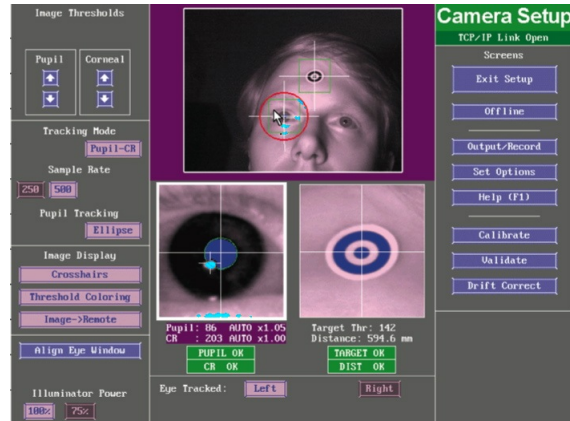 Image Thresholds
Pupil
Corneal
Tracking Mode
Pupil-CR
Sample Rate
250 500
Pupil Tracking
Ellipse
Image Display
Crosshairs
Threshold Coloring
Image->Remote
Align Eye Window
Illuminator Power
100% 75%
Pupil: 86 AUTO x1.05
CR : 203 AUTO x1.00
PUPIL OK
CR OK
Target Thr: 142
Distance: 594.6 mm
TARGET OK
DIST OK
Eye Tracked: Left Right
Camera Setup
TCP/IP Link Open
Screens
Exit Setup
Offline
Output/Record
Set Options
Help (F1)
Calibrate
Validate
Drift Correct